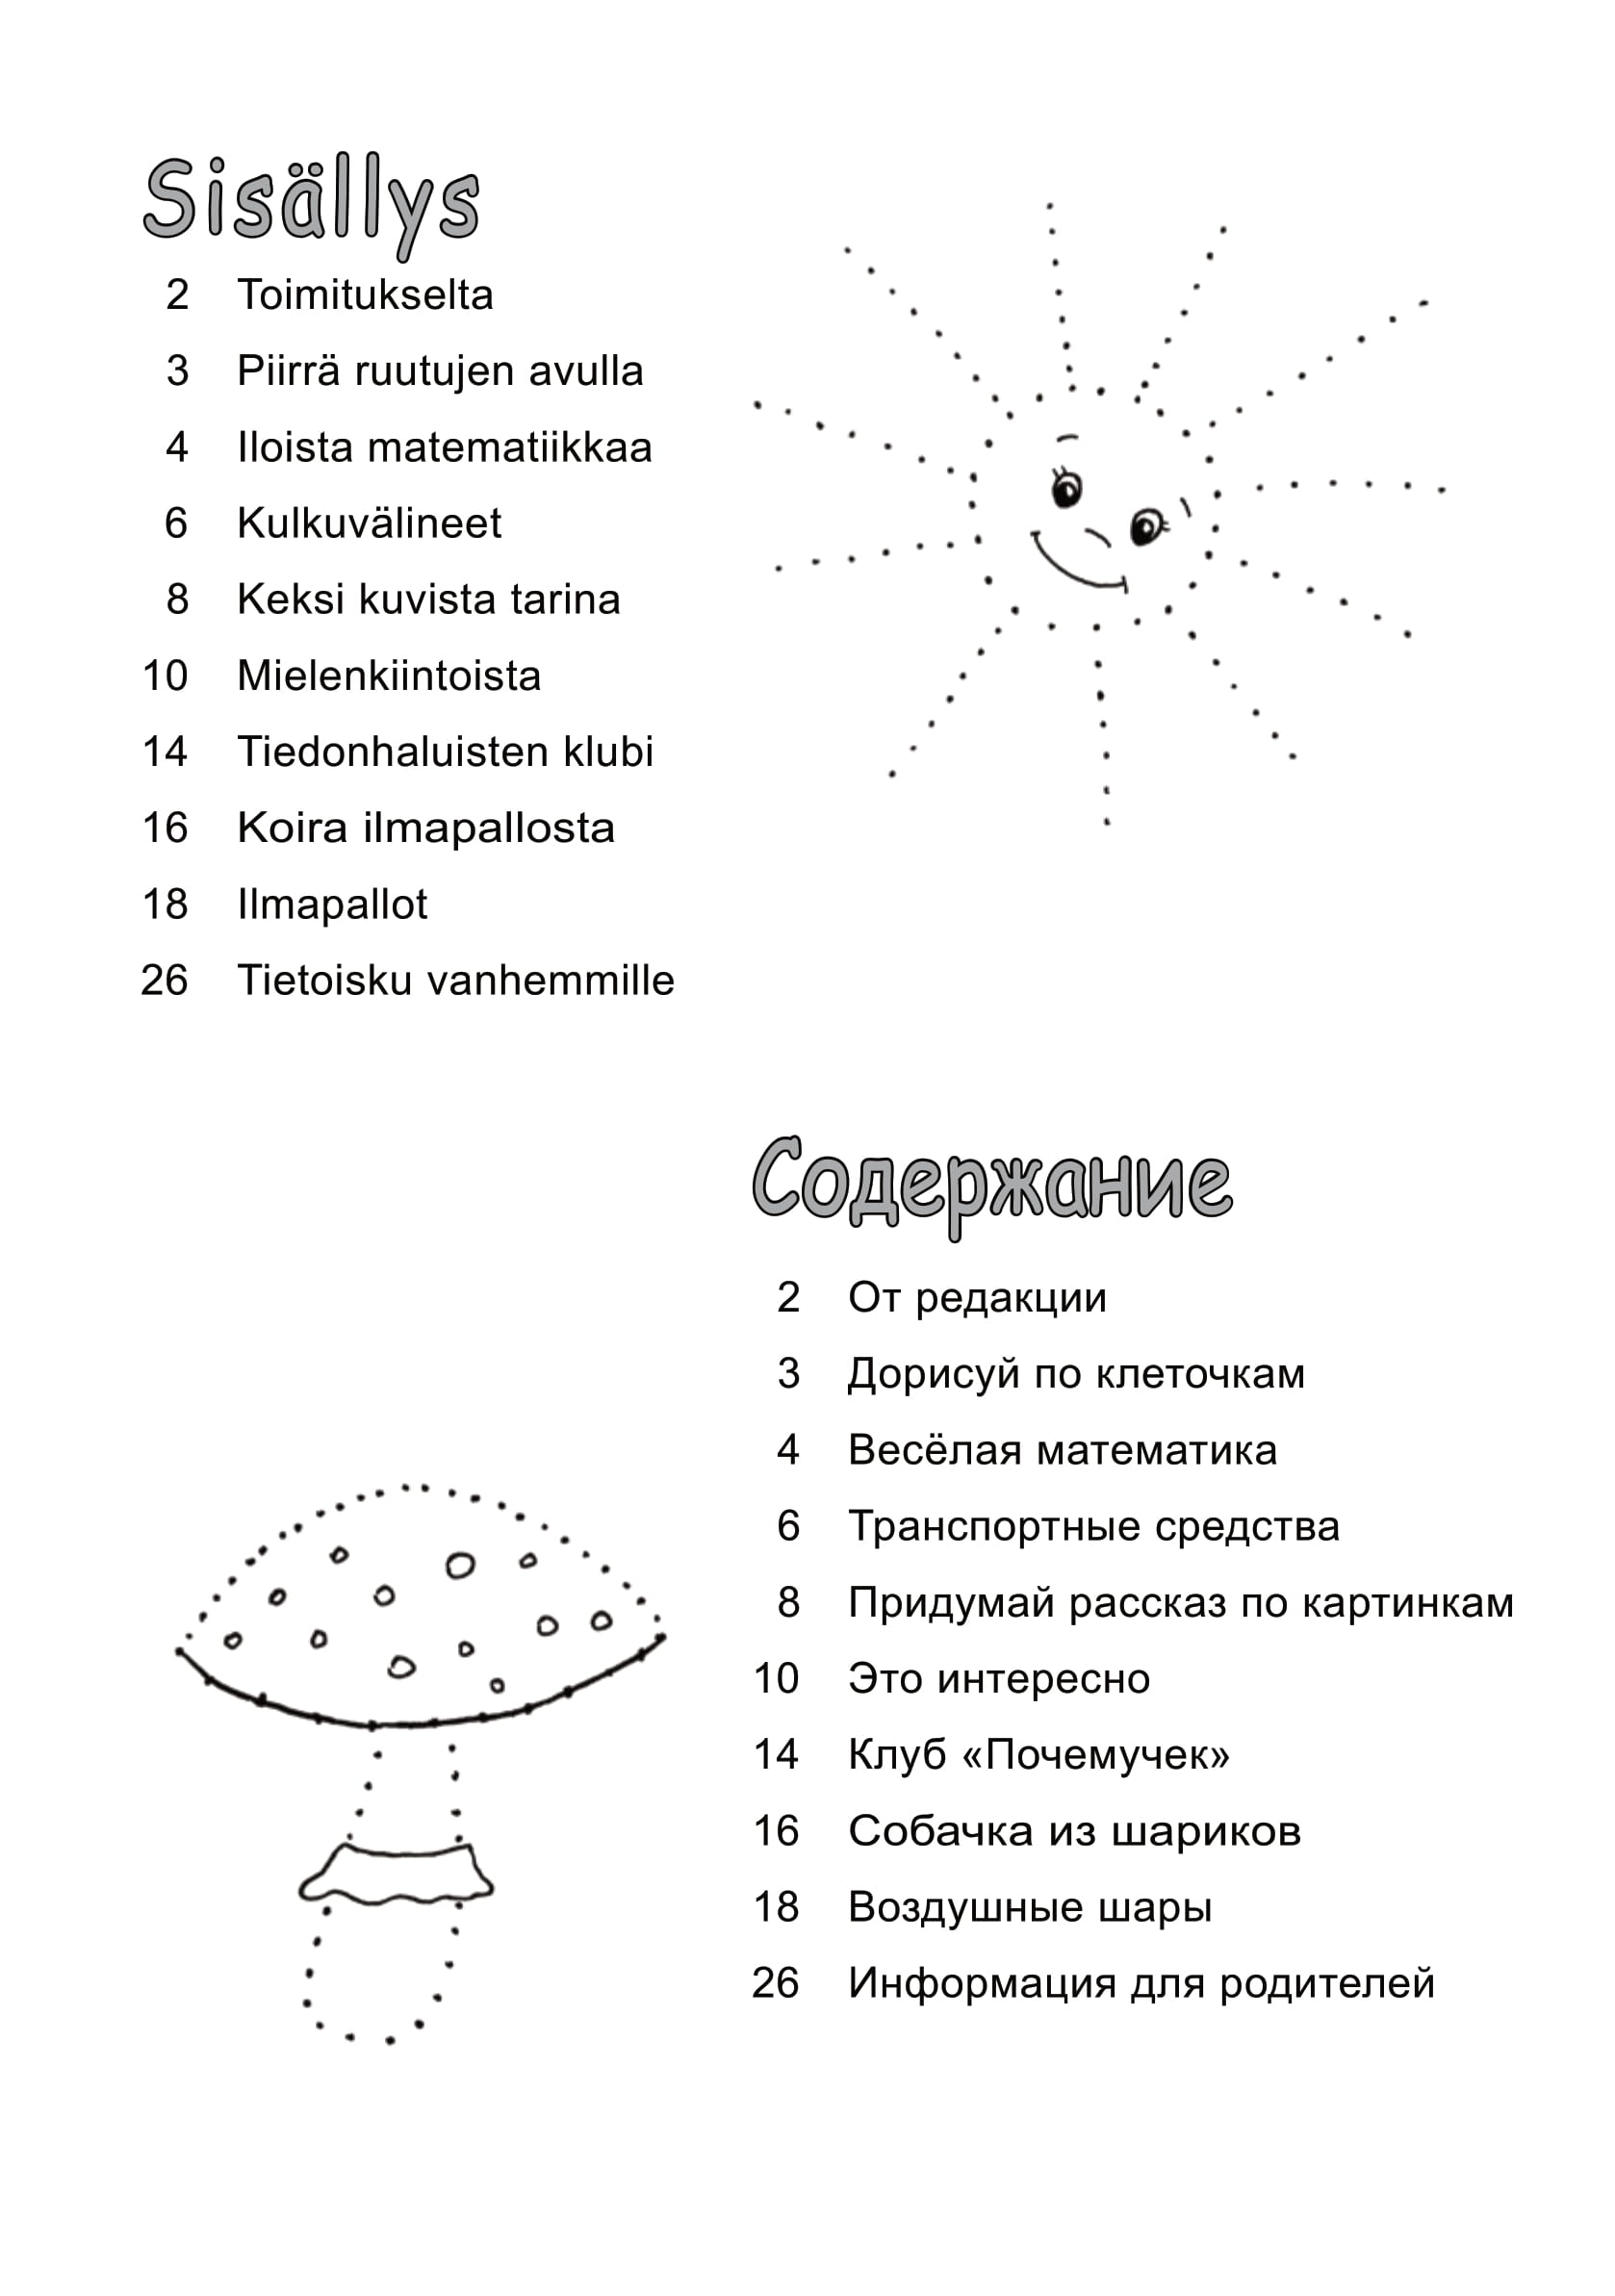 Sisällys
2 Toimitukselta
3 Piirrä ruutujen avulla
4 Iloista matematiikkaa
6 Kulkuvälineet
8 Keksi kuvista tarina
10 Mielenkiintoista
14 Tiedonhaluisten klubi
16 Koira ilmapallosta
18 Ilmapallot
26 Tietoisku vanhemmille
Содержание
2 От редакции
3 Дорисуй по клеточкам
4 Весёлая математика
6 Транспортные средства
8 Придумай рассказ по картинкам
10 Это интересно
14 Клуб «Почемучек»
16 Собачка из шариков
18 Воздушные шары
26 Информация для родителей